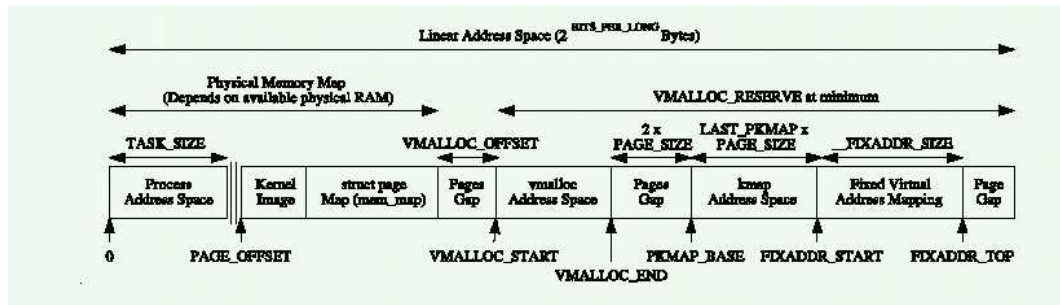 Linear Address Space (2 BITS_PER_LONG Bytes)
Physical Memory Map
(Depends on available physical RAM)
VMALLOC_RESERVE at minimum
TASK_SIZE
VMALLOC_OFFSET
2 x
PAGE_SIZE
LAST_PKMAP x
PAGE_SIZE
__FIXADDR_SIZE
Process
Address Space
Kernel
Image
struct page
Map (mem_map)
Pages
Gap
vmalloc
Address Space
Pages
Gap
kmap
Address Space
Fixed Virtual
Address Mapping
Page
Gap
0
PAGE_OFFSET
VMALLOC_START
VMALLOC_END
PKMAP_BASE
FIXADDR_START
FIXADDR_TOP